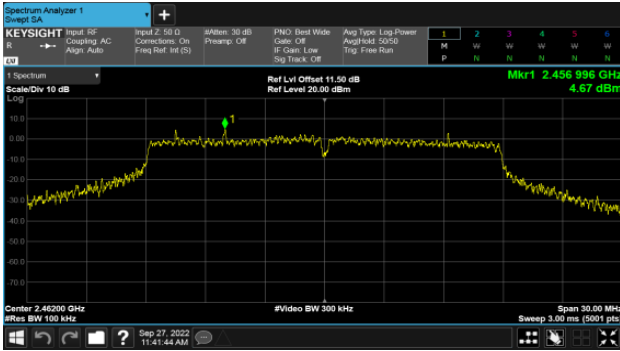 Spectrum Analyzer 1
Swept SA
+
KEYSIGHT Input: RF Input Z: 50 Ω #Atten: 30 dB PNO: Best Wide Avg Type: Log-Power 1 2 3 4 5 6
R Coupling: AC Corrections: On Preamp: Off Gate: Off Avg|Hold: 50/50 M W W W W W
Align: Auto Freq Ref: Int (S) IF Gain: Low Trig: Free Run
LXI Sig Track: Off P N N N N N
1 Spectrum
Scale/Div 10 dB
Ref Lvl Offset 11.50 dB
Ref Level 20.00 dBm
Mkr1 2.456 996 GHz
4.67 dBm
Log
1
10.0
0.00
-10.0
-20.0
-30.0
-40.0
-50.0
-60.0
-70.0
Center 2.46200 GHz #Video BW 300 kHz Span 30.00 MHz
#Res BW 100 kHz Sweep 3.00 ms (5001 pts)
?
Sep 27, 2022
11:41:44 AM